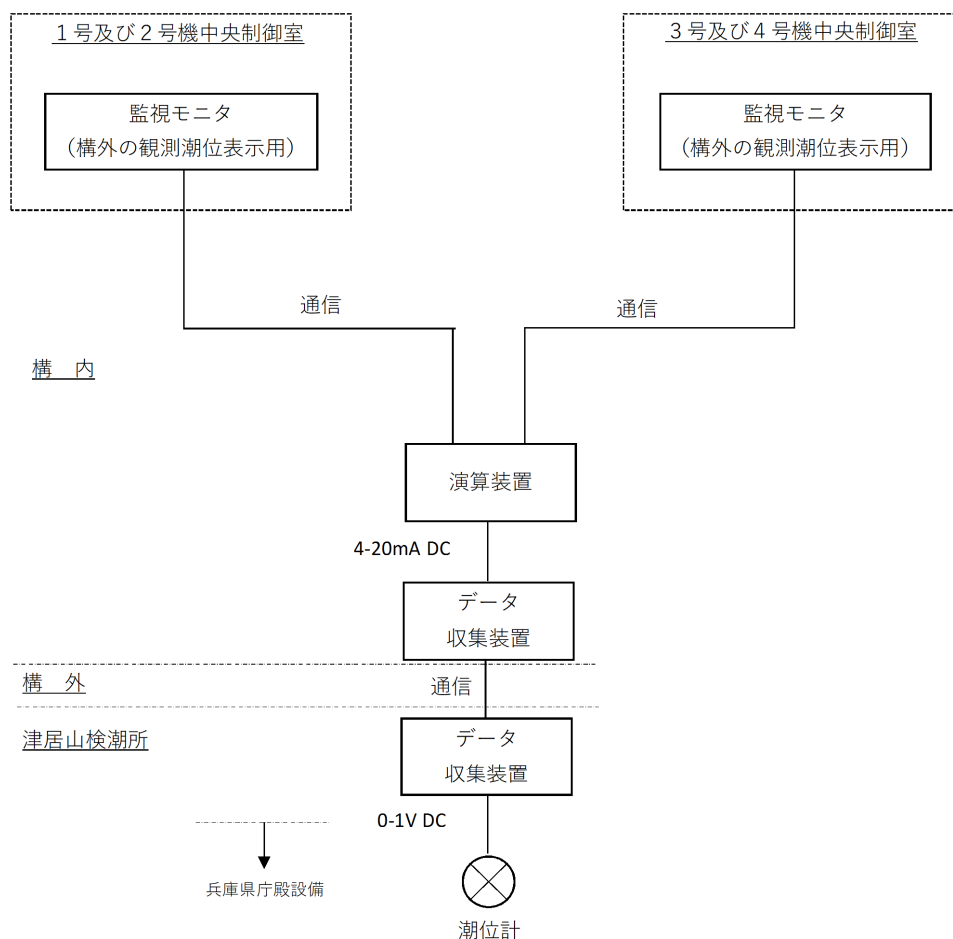 １号及び２号機中央制御室
３号及び４号機中央制御室
監視モニタ
（構外の観測潮位表示用）
監視モニタ
（構外の観測潮位表示用）
通信
通信
構　内
演算装置
4-20mA DC
データ
収集装置
構　外
通信
津居山検潮所
データ
収集装置
0-1V DC
兵庫県庁殿設備
潮位計